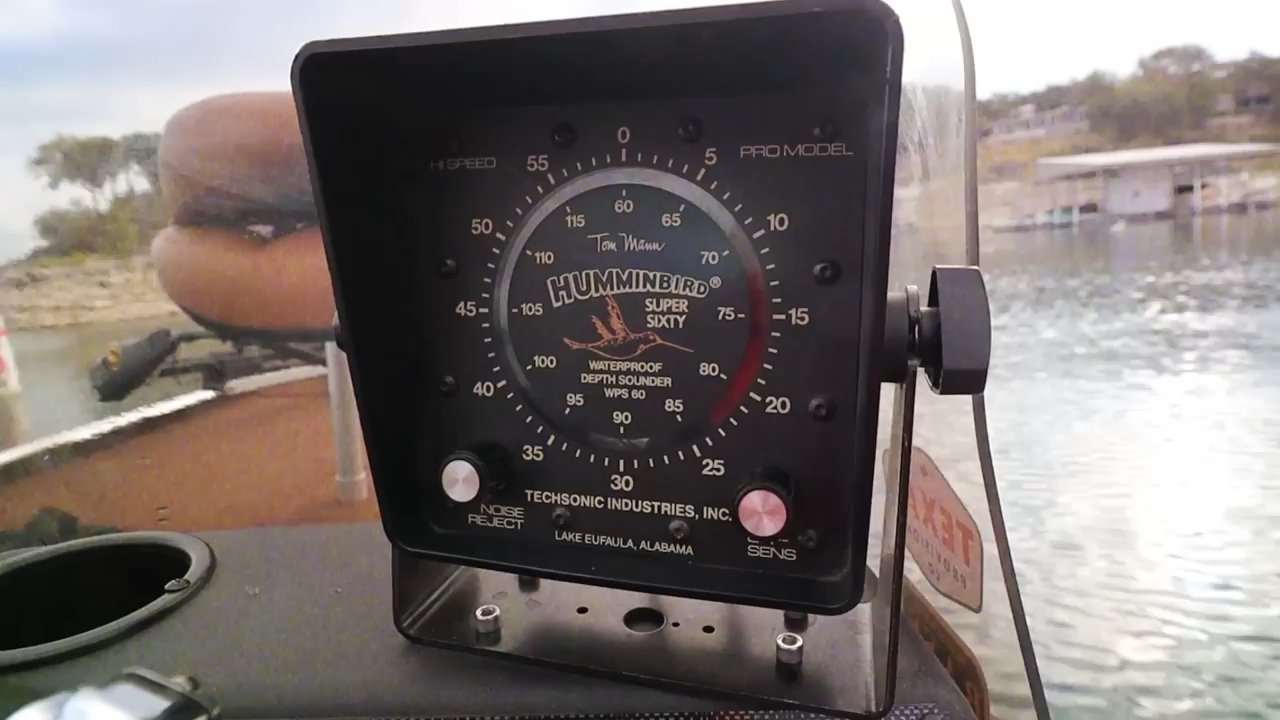 HI SPEED
PRO MODEL
0
5
10
15
20
25
30
35
40
45
50
55
60
65
70
75
80
85
90
95
100
105
110
115
Tom Mann
HUMMINBIRD®
SUPER
SIXTY
WATERPROOF
DEPTH SOUNDER
WPS 60
TECHSONIC INDUSTRIES, INC.
NOISE
REJECT
LAKE EUFAULA, ALABAMA
SENS